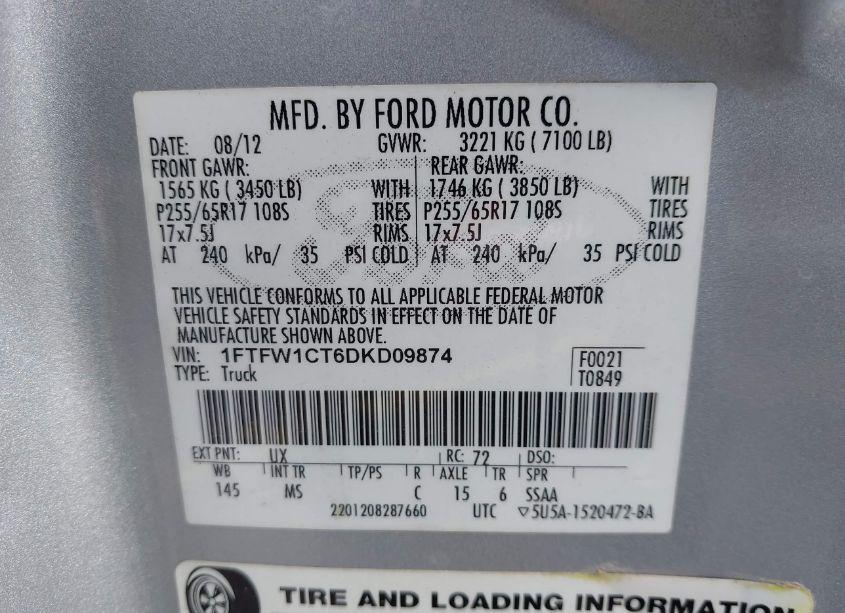 MFD. BY FORD MOTOR CO.
DATE: 08/12 GVWR: 3221 KG ( 7100 LB)
FRONT GAWR: REAR GAWR:
1565 KG ( 3450 LB) WITH 1746 KG ( 3850 LB) WITH
P255/65R17 108S TIRES P255/65R17 108S TIRES
17x7.5J RIMS 17x7.5J RIMS
AT 240 kPa/ 35 PSI COLD AT 240 kPa/ 35 PSI COLD
THIS VEHICLE CONFORMS TO ALL APPLICABLE FEDERAL MOTOR
VEHICLE SAFETY STANDARDS IN EFFECT ON THE DATE OF
MANUFACTURE SHOWN ABOVE.
VIN: 1FTFW1CT6DKD09874 F0021
TYPE: Truck T0849
EXT PNT: UX RC: 72 DSO:
WB INT TR TP/PS R AXLE TR SPR
145 MS C 15 6 SSAA
2201208287660 UTC ▽5U5A-1520472-BA
TIRE AND LOADING INFORMATION